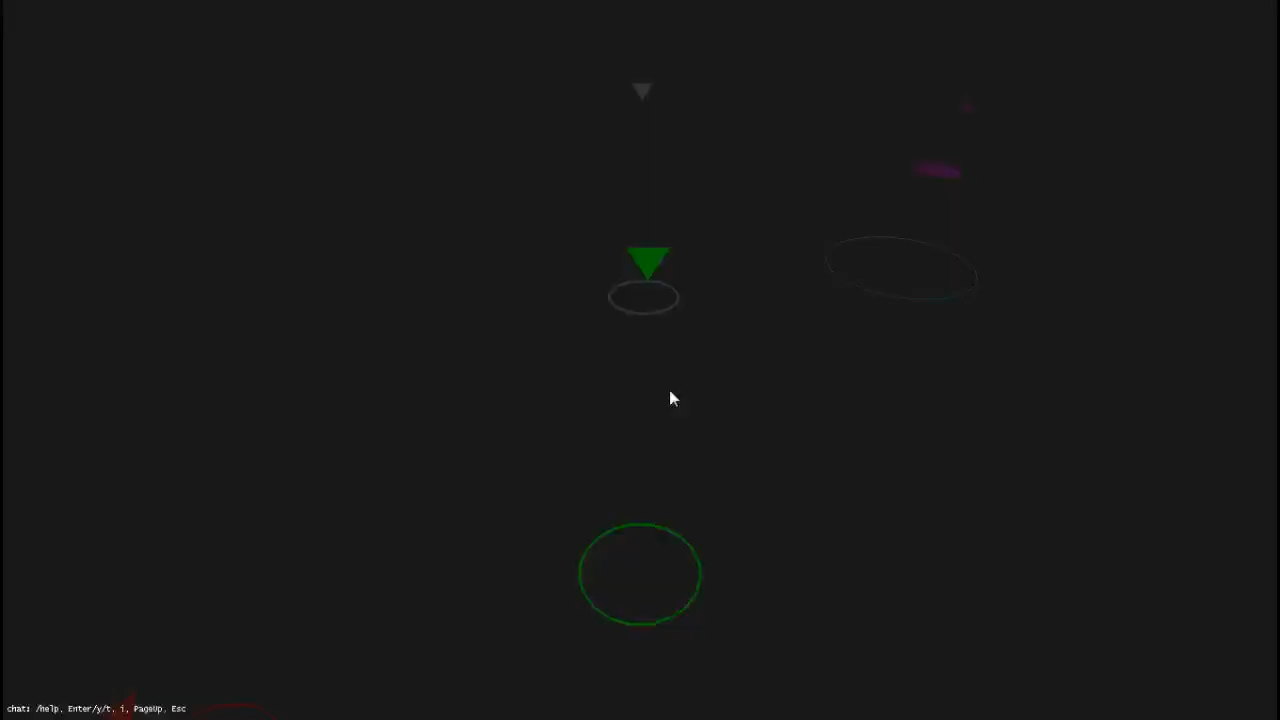 chat: /help, Enter/y/t, i, PageUp, Esc